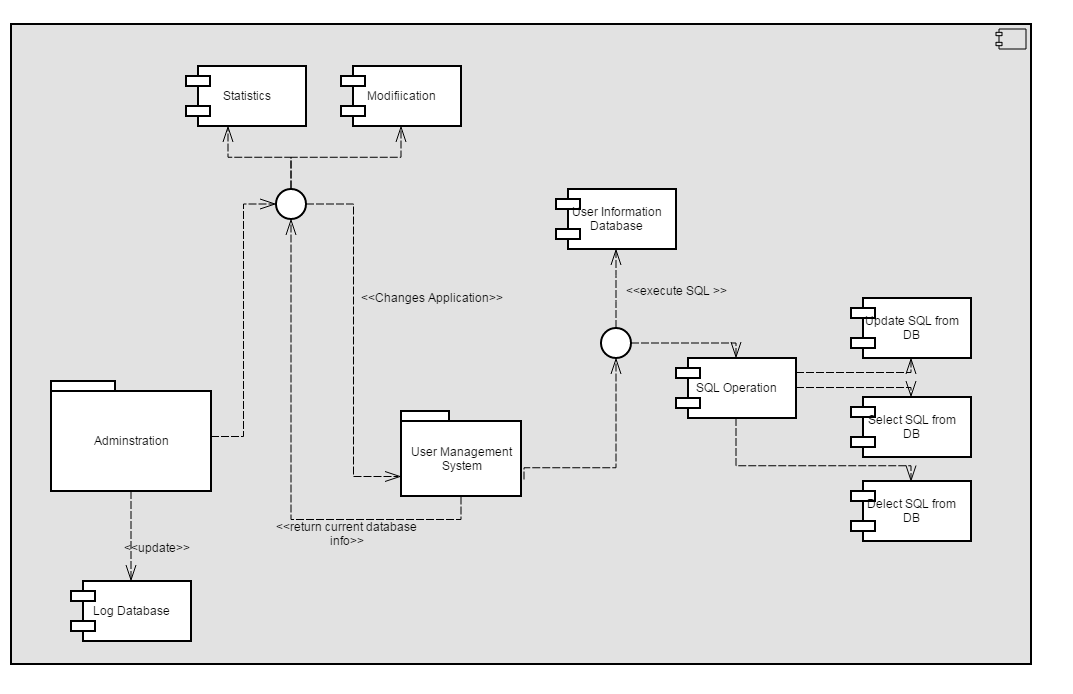 Statistics
Modifiication
User Information
Database
<<Changes Application>>
<<execute SQL >>
Update SQL from
DB
SQL Operation
Select SQL from
DB
Adminstration
User Management
System
Delect SQL from
DB
<<return current database
info>>
<<update>>
Log Database